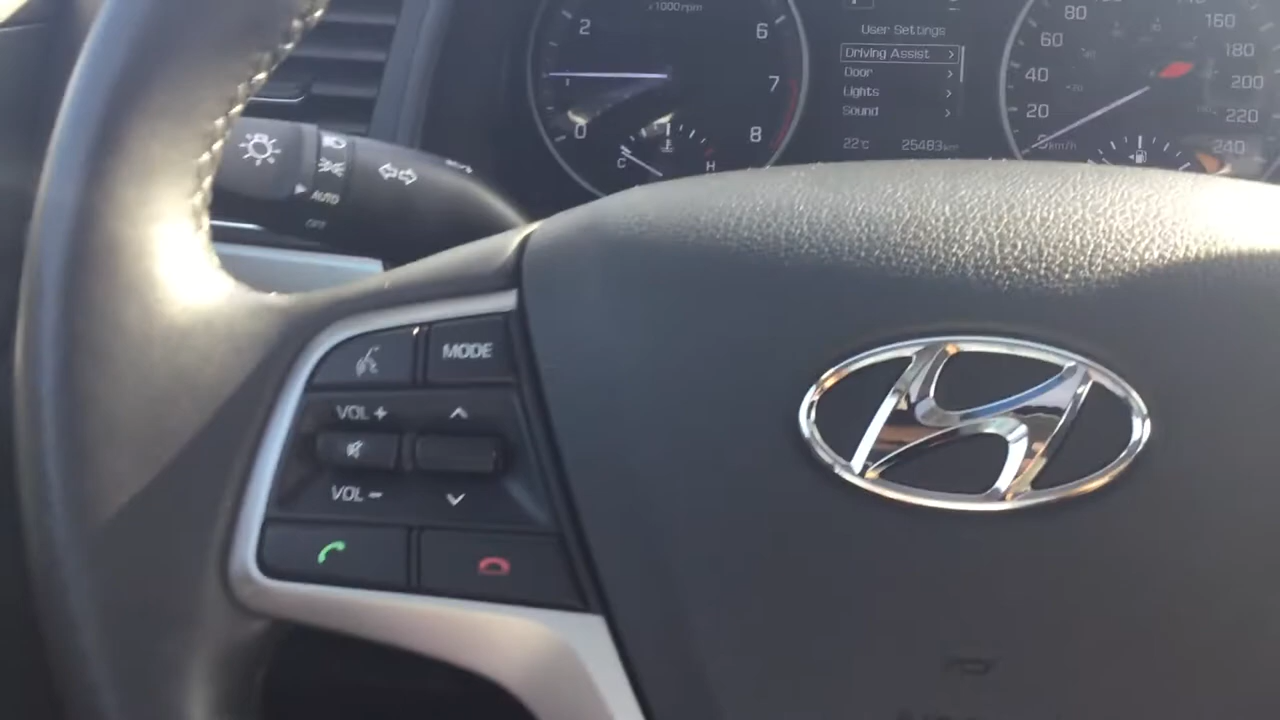 x1000rpm
2
6
7
0
8
C
H
User Settings
Driving Assist >
Door >
Lights >
Sound >
22°C 25483km
80
160
60
180
40
200
20
220
km/h
240
AUTO
OFF
MODE
VOL +
VOL -